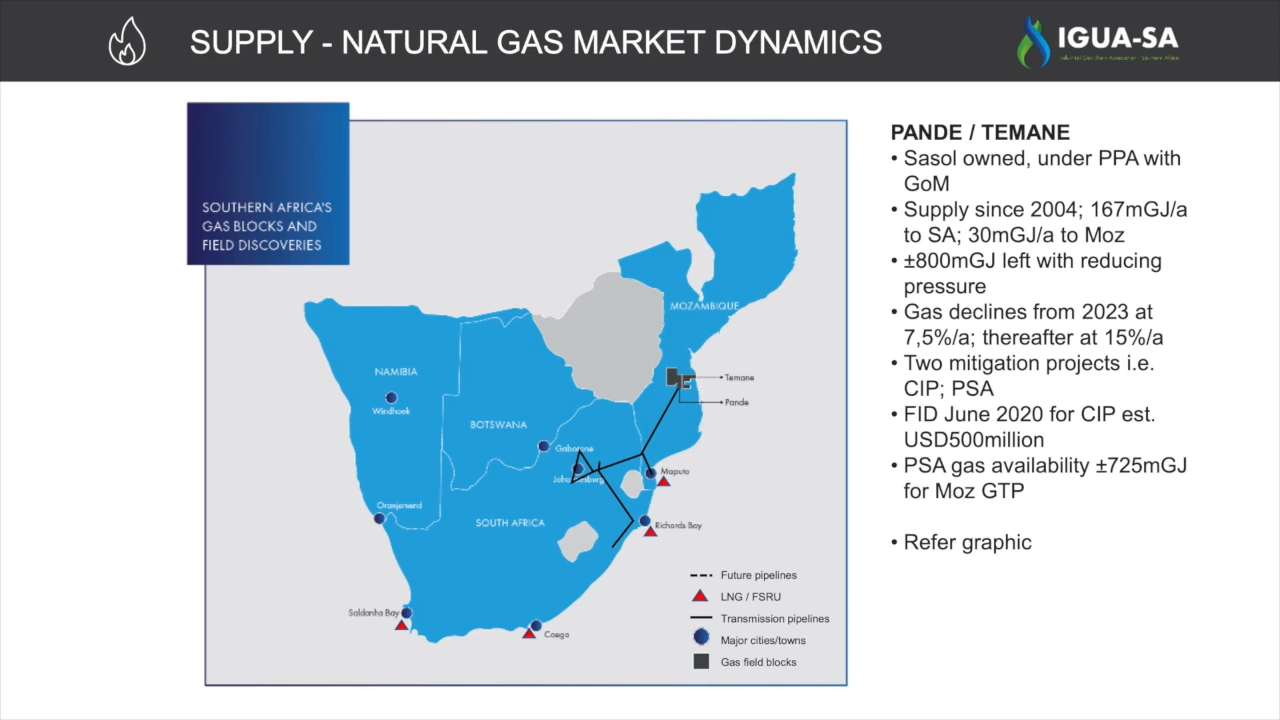 SUPPLY - NATURAL GAS MARKET DYNAMICS
IGUA-SA
SOUTHERN AFRICA'S
GAS BLOCKS AND
FIELD DISCOVERIES
MOZAMBIQUE
NAMIBIA
Windhoek
BOTSWANA
Temane
Pande
Gaborone
Johannesburg
Maputo
Oranjemund
SOUTH AFRICA
Richards Bay
Saldanha Bay
Coega
Future pipelines
LNG / FSRU
Transmission pipelines
Major cities/towns
Gas field blocks
PANDE / TEMANE
• Sasol owned, under PPA with
GoM
• Supply since 2004; 167mGJ/a
to SA; 30mGJ/a to Moz
• ±800mGJ left with reducing
pressure
• Gas declines from 2023 at
7,5%/a; thereafter at 15%/a
• Two mitigation projects i.e.
CIP; PSA
• FID June 2020 for CIP est.
USD500million
• PSA gas availability ±725mGJ
for Moz GTP
• Refer graphic